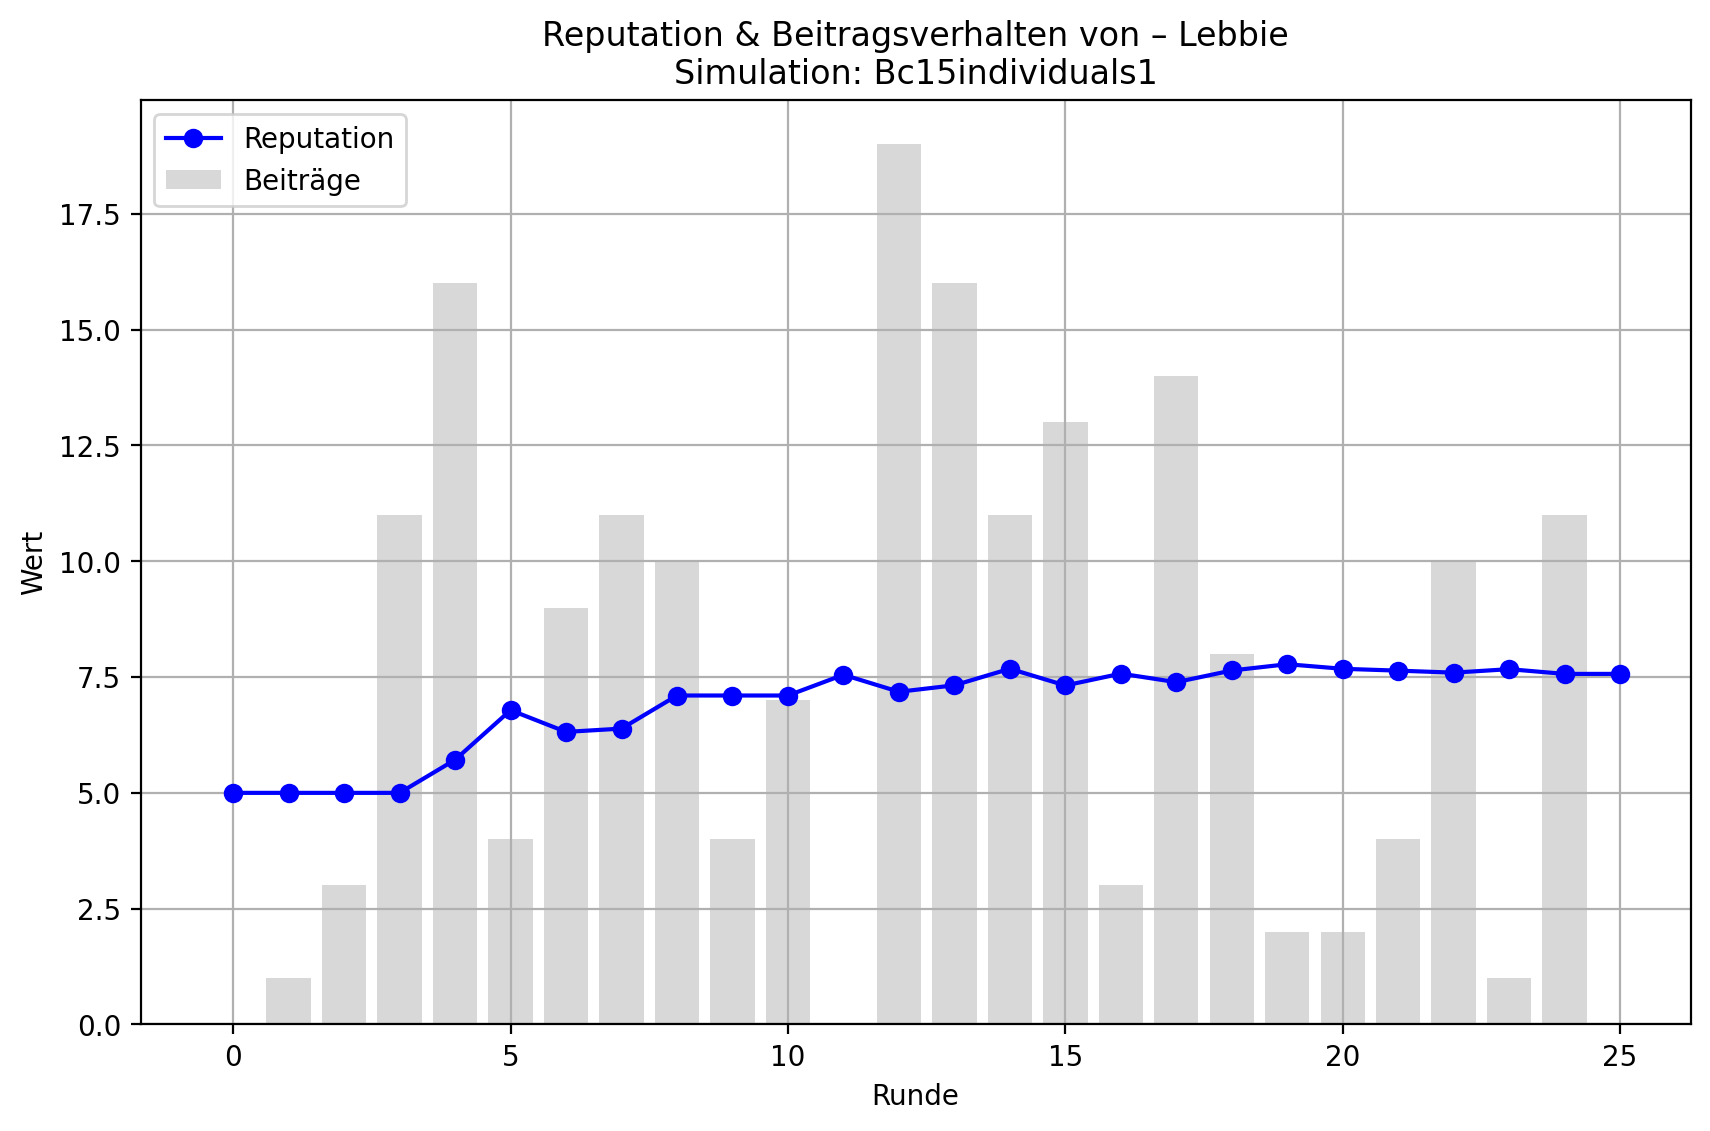 Reputation & Beitragsverhalten von – Lebbie
Simulation: Bc15individuals1
Reputation
Beiträge
17.5
15.0
12.5
10.0
7.5
5.0
2.5
0.0
Wert
0 5 10 15 20 25
Runde